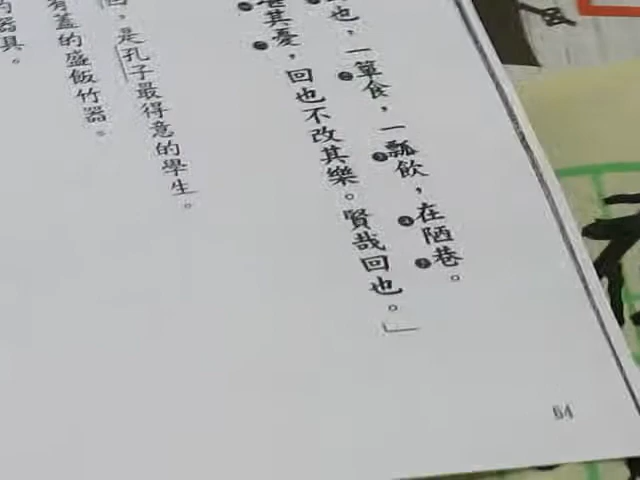 也，一簞食，一瓢飲，在陋巷。
其憂，回也不改其樂。賢哉回也。」
，是孔子最得意的學生。
有蓋的盛飯竹器。
器具。
64